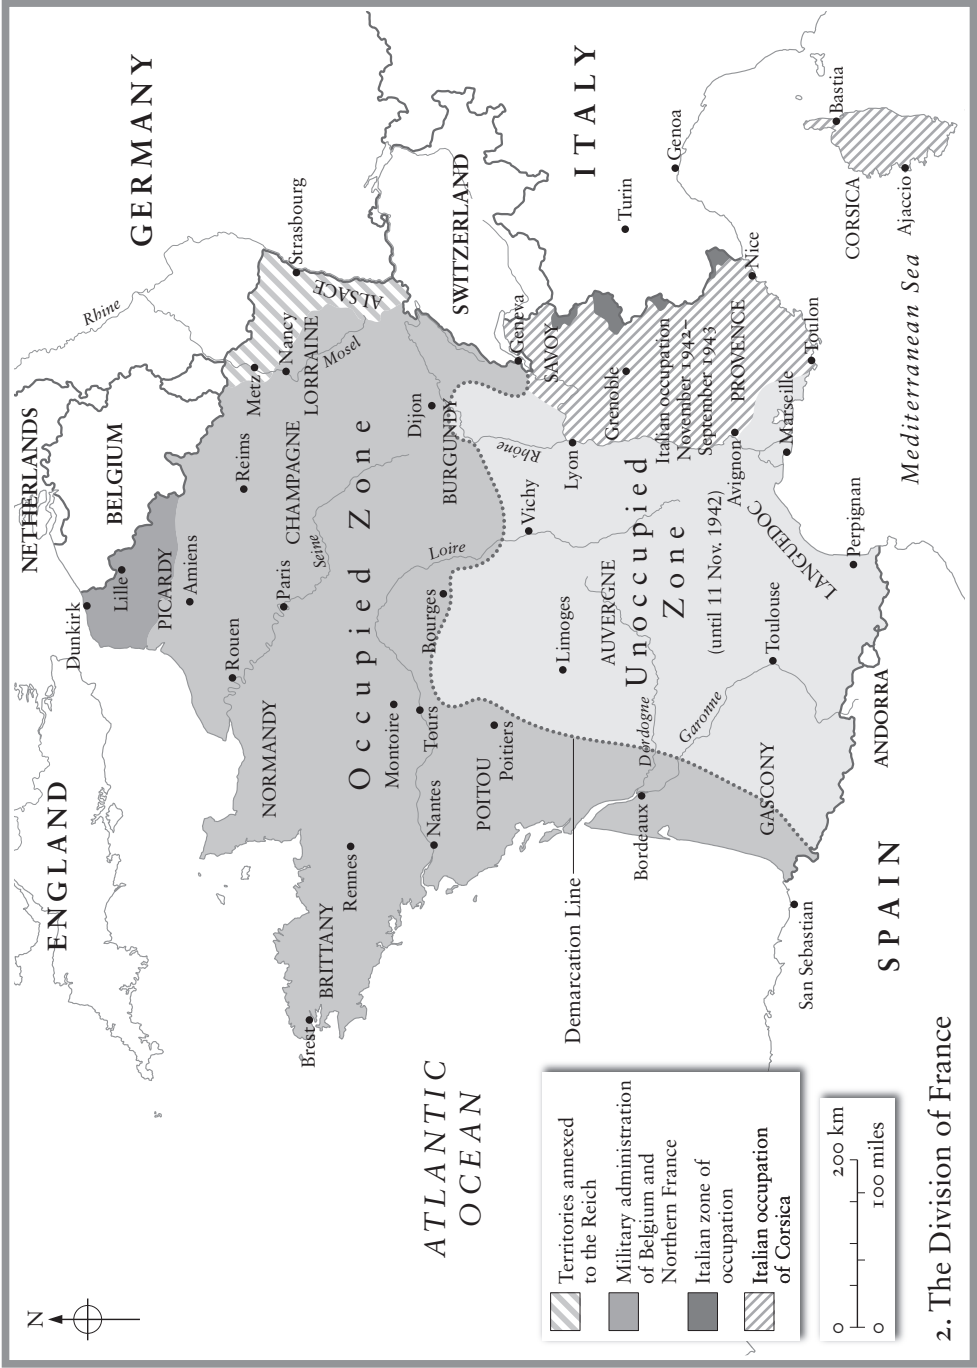 N
NETHERLANDS
GERMANY
BELGIUM
ENGLAND
Dunkirk
Lille
Rhine
PICARDY
Amiens
Strasbourg
ALSACE
Metz
Nancy
LORRAINE
Mosel
Reims
CHAMPAGNE
Rouen
Paris
Seine
NORMANDY
Occupied Zone
Brest
BRITTANY
Rennes
Montoire
Tours
Nantes
Bourges
Loire
Dijon
BURGUNDY
SWITZERLAND
POITOU
Poitiers
ATLANTIC
OCEAN
Vichy
Rhône
Geneva
SAVOY
ITALY
Lyon
Limoges
AUVERGNE
Demarcation Line
Grenoble
Turin
Unoccupied
Zone
(until 11 Nov. 1942)
Italian occupation
November 1942–
September 1943
Genoa
Bordeaux
Dordogne
Garonne
Avignon
PROVENCE
Nice
LANGUEDOC
Marseille
Toulon
GASCONY
Toulouse
Perpignan
San Sebastian
SPAIN
ANDORRA
Mediterranean Sea
CORSICA
Bastia
Ajaccio
Territories annexed
to the Reich
Military administration
of Belgium and
Northern France
Italian zone of
occupation
Italian occupation
of Corsica
0 200 km
0 100 miles
2. The Division of France